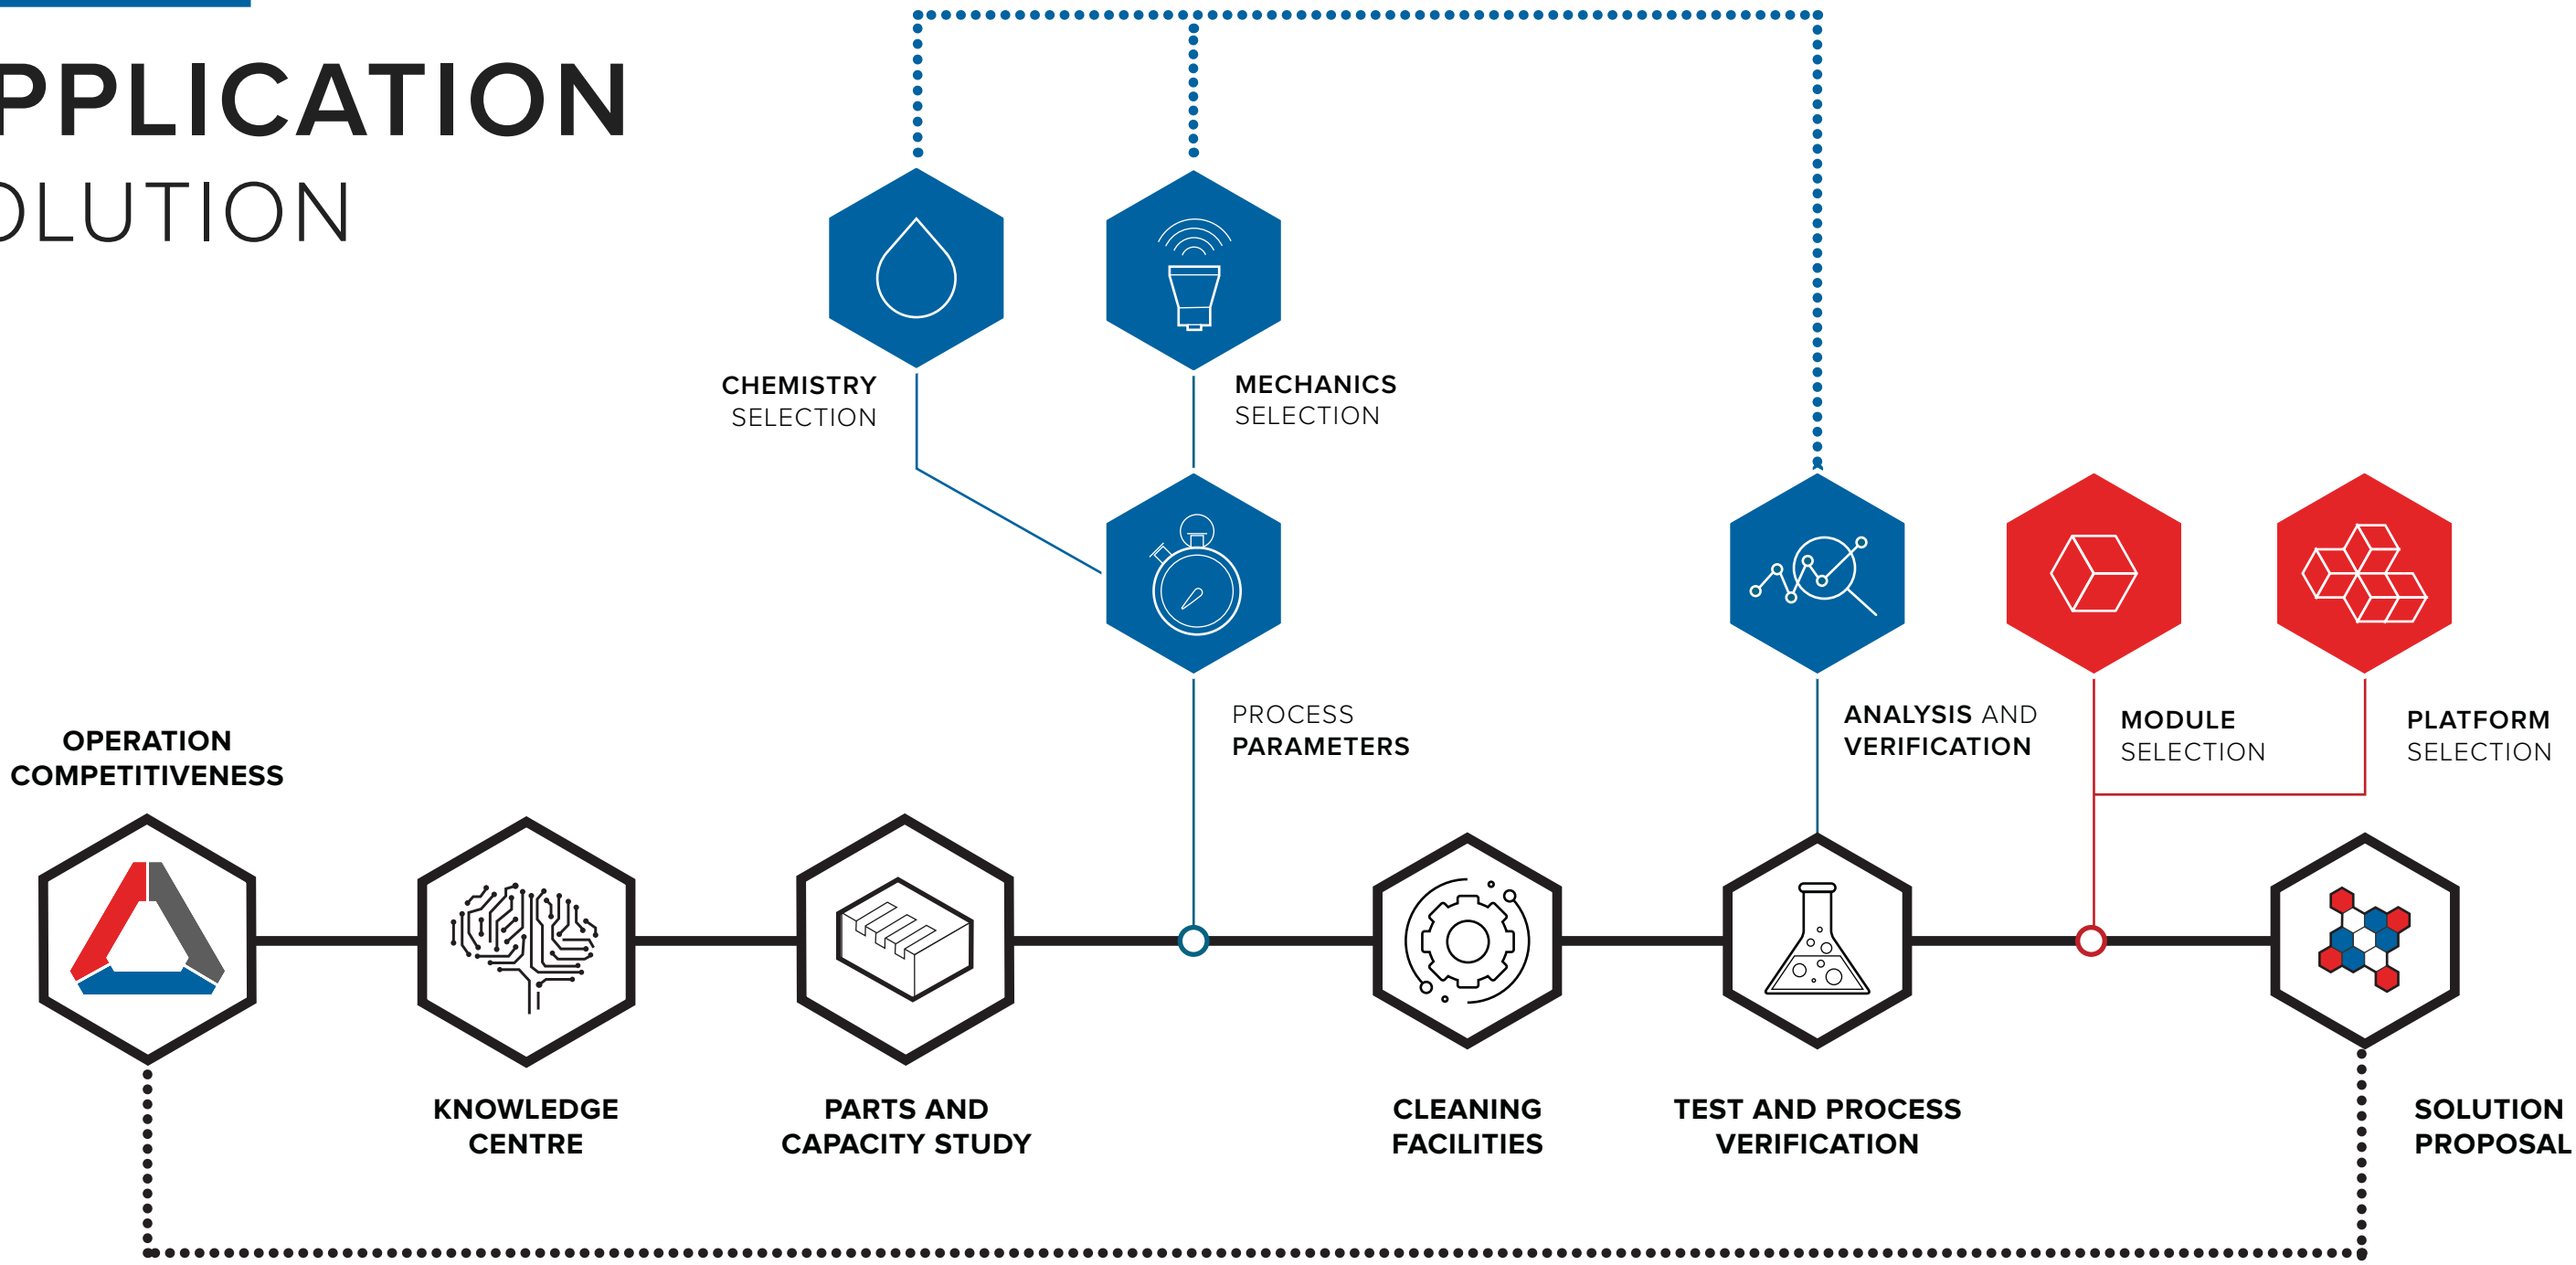 PPLICATION
OLUTION
CHEMISTRY
SELECTION
MECHANICS
SELECTION
PROCESS
PARAMETERS
ANALYSIS AND
VERIFICATION
MODULE
SELECTION
PLATFORM
SELECTION
OPERATION
COMPETITIVENESS
KNOWLEDGE
CENTRE
PARTS AND
CAPACITY STUDY
CLEANING
FACILITIES
TEST AND PROCESS
VERIFICATION
SOLUTION
PROPOSAL